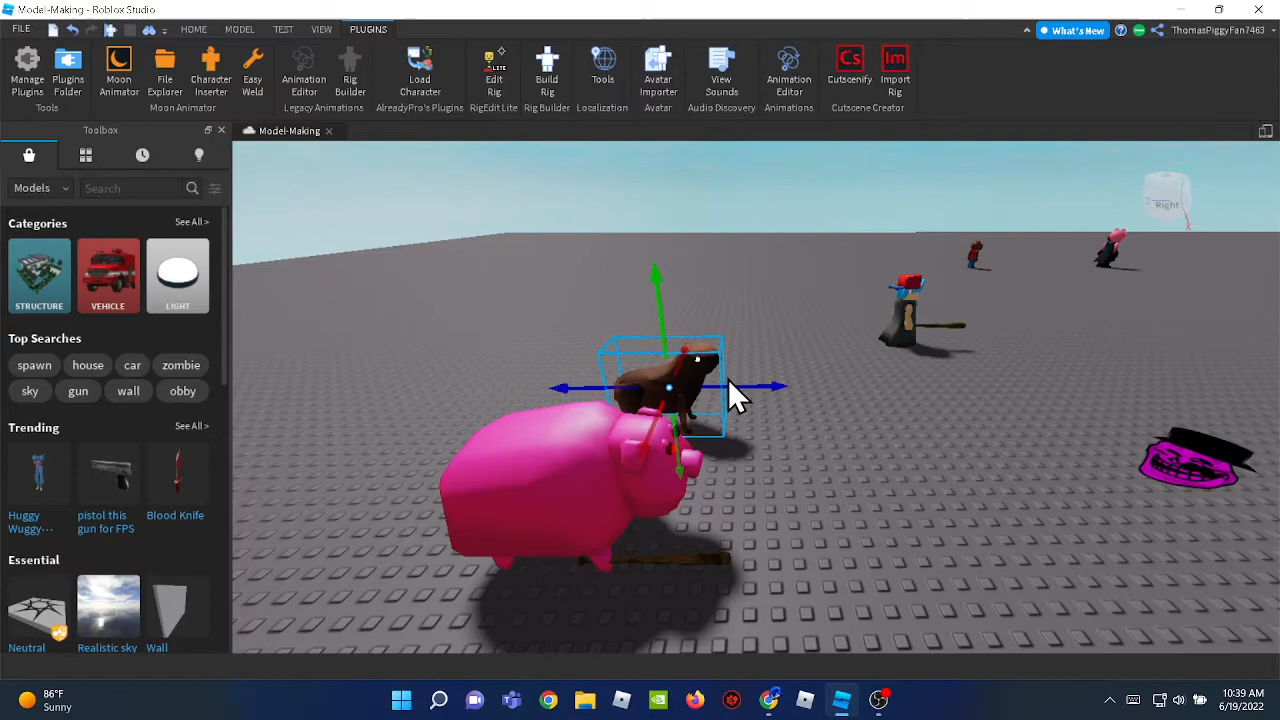 Model-Making - Roblox Studio
FILE HOME MODEL TEST VIEW PLUGINS What's New ThomasPiggyFan7463
Manage Plugins
Plugins Folder
Moon Animator
File Explorer
Character Inserter
Easy Weld
Animation Editor
Rig Builder
Load Character
Edit Rig
Build Rig
Tools
Avatar Importer
View Sounds
Animation Editor
Cutscenify
Import Rig
Tools Moon Animator Legacy Animations AlreadyPro's Plugins RigEdit Lite Rig Builder Localization Avatar Audio Discovery Animations Cutscene Creator
Toolbox
Model-Making
Models Search
Categories See All >
STRUCTURE VEHICLE LIGHT
Top Searches
spawn house car zombie
sky gun wall obby
Trending See All >
Huggy Wuggy...
pistol this gun for FPS
Blood Knife
Essential See All >
Neutral Realistic sky Wall
Right
Cs
Im
LITE
86°F
Sunny
10:39 AM
6/19/2022